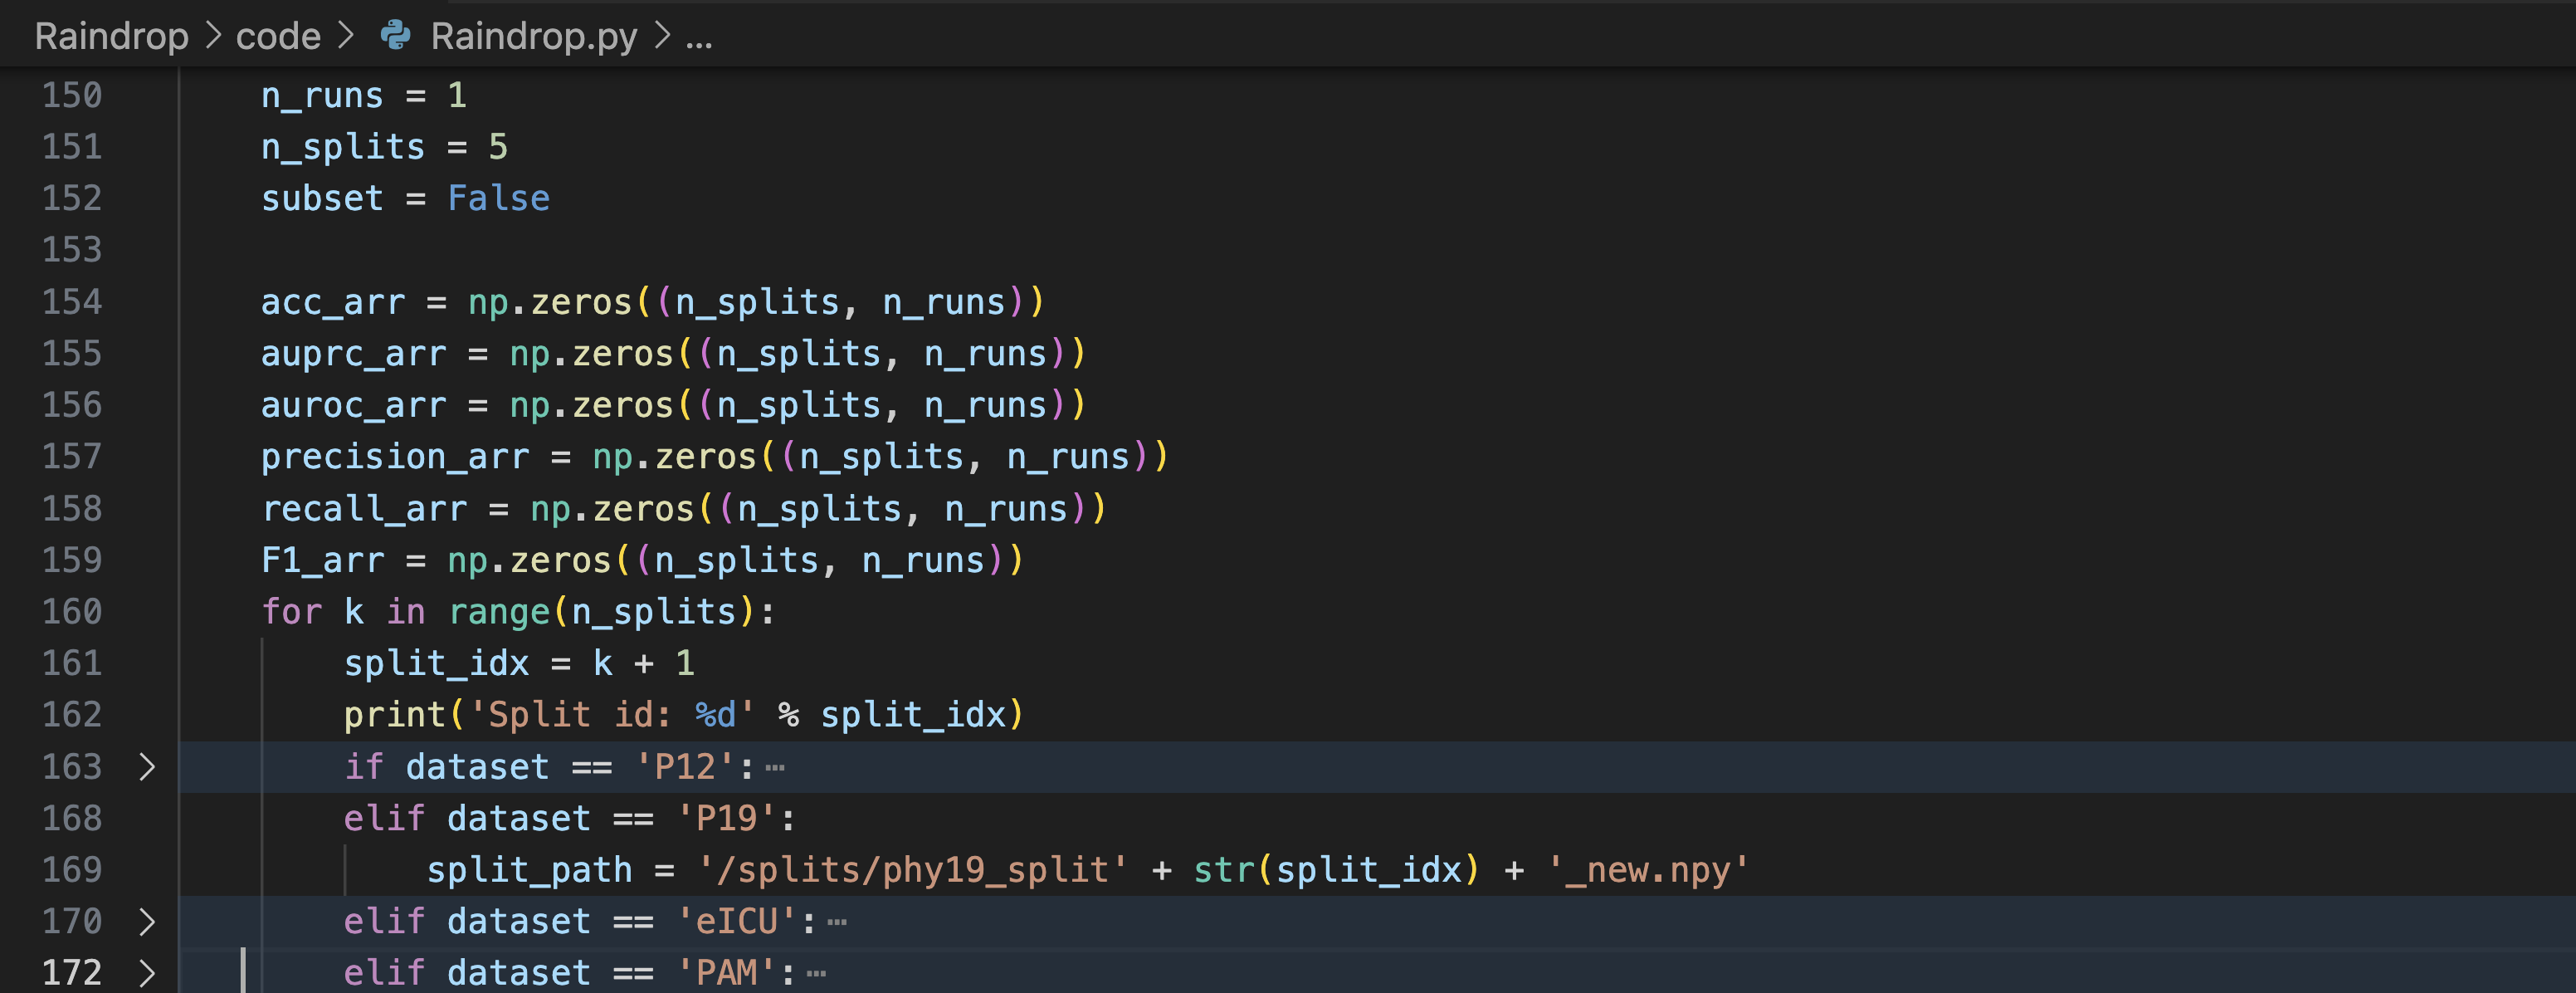 Raindrop > code > Raindrop.py > ...
150 n_runs = 1
151 n_splits = 5
152 subset = False
153
154 acc_arr = np.zeros((n_splits, n_runs))
155 auprc_arr = np.zeros((n_splits, n_runs))
156 auroc_arr = np.zeros((n_splits, n_runs))
157 precision_arr = np.zeros((n_splits, n_runs))
158 recall_arr = np.zeros((n_splits, n_runs))
159 F1_arr = np.zeros((n_splits, n_runs))
160 for k in range(n_splits):
161 split_idx = k + 1
162 print('Split id: %d' % split_idx)
163 > if dataset == 'P12': ⋯
168 elif dataset == 'P19':
169 split_path = '/splits/phy19_split' + str(split_idx) + '_new.npy'
170 > elif dataset == 'eICU': ⋯
172 > elif dataset == 'PAM': ⋯